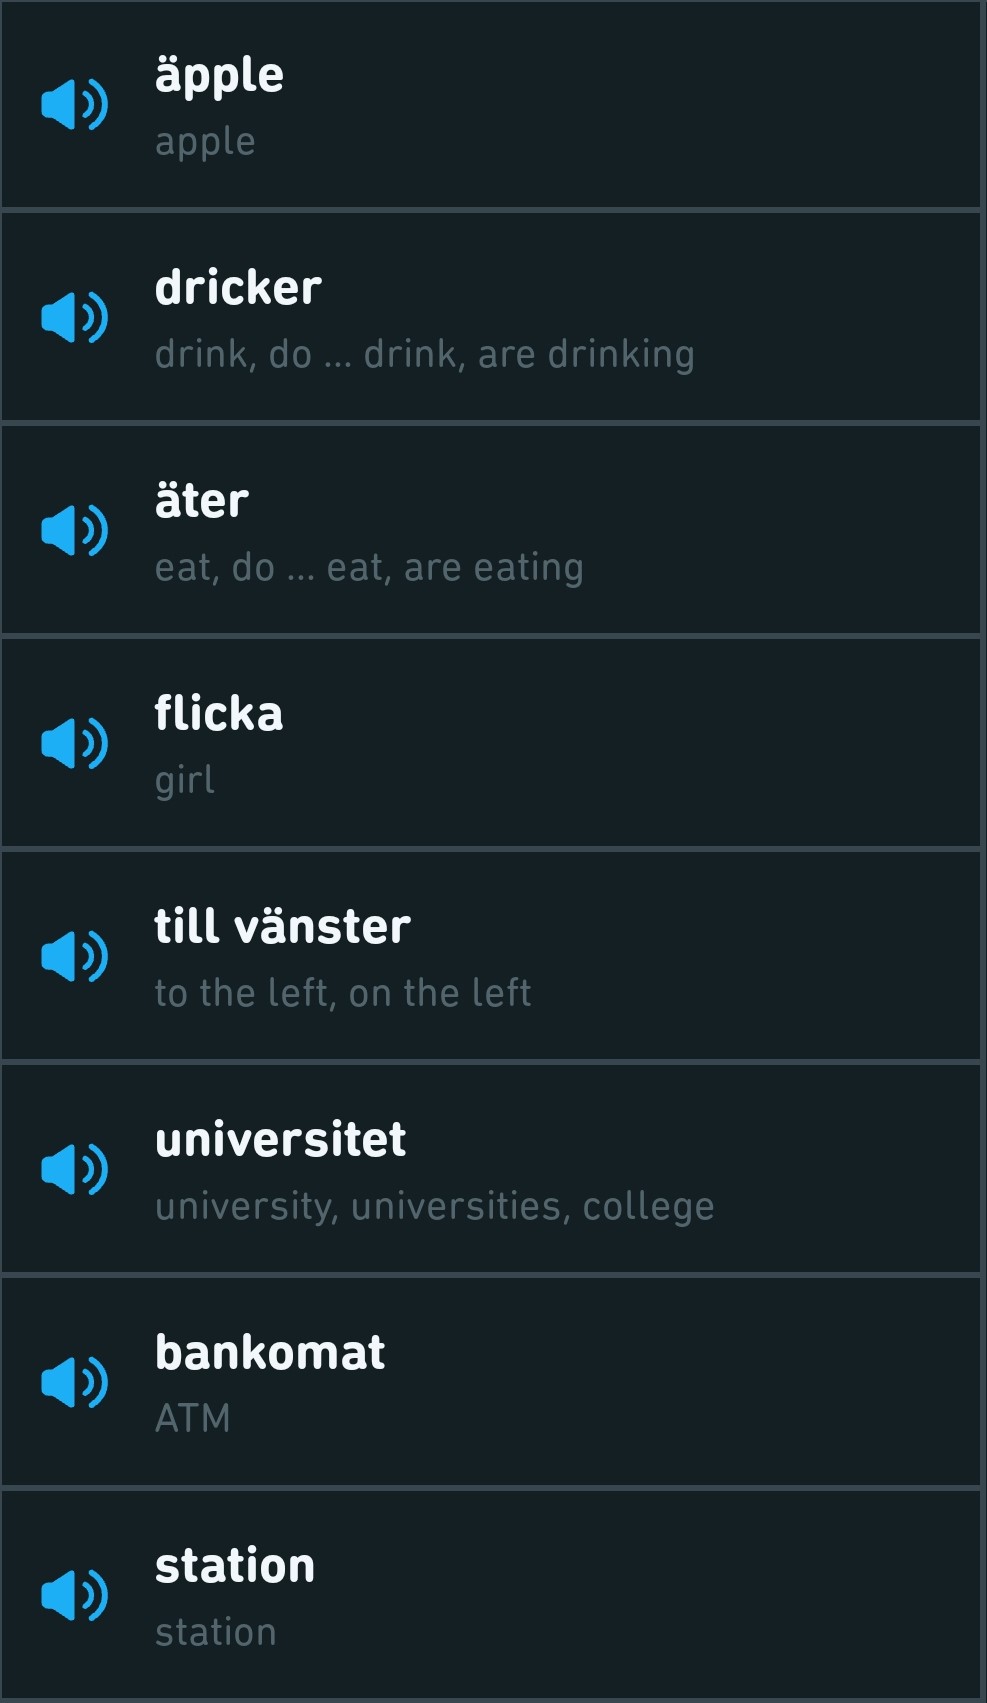 äpple
apple
dricker
drink, do ... drink, are drinking
äter
eat, do ... eat, are eating
flicka
girl
till vänster
to the left, on the left
universitet
university, universities, college
bankomat
ATM
station
station